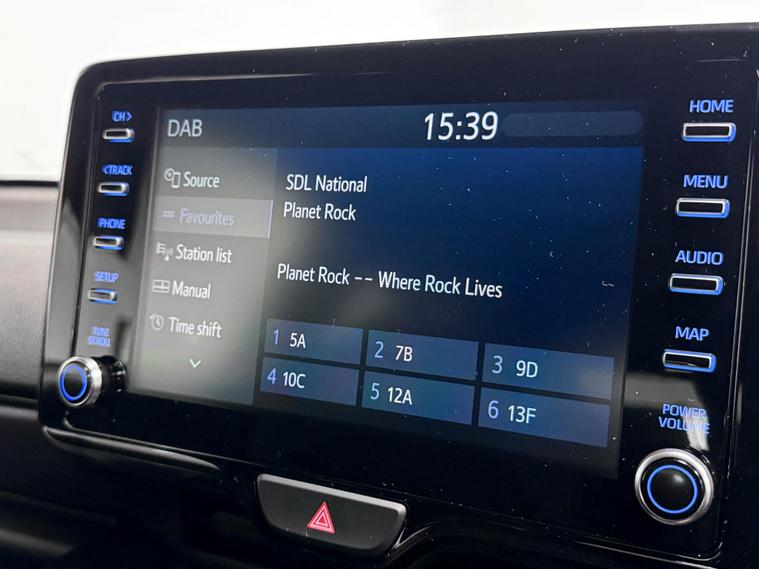 CH>
<TRACK
PHONE
SETUP
TUNE
SCROLL
DAB
15:39
Source
Favourites
Station list
Manual
Time shift
SDL National
Planet Rock
Planet Rock -- Where Rock Lives
1 5A
2 7B
3 9D
4 10C
5 12A
6 13F
HOME
MENU
AUDIO
MAP
POWER
VOLUME